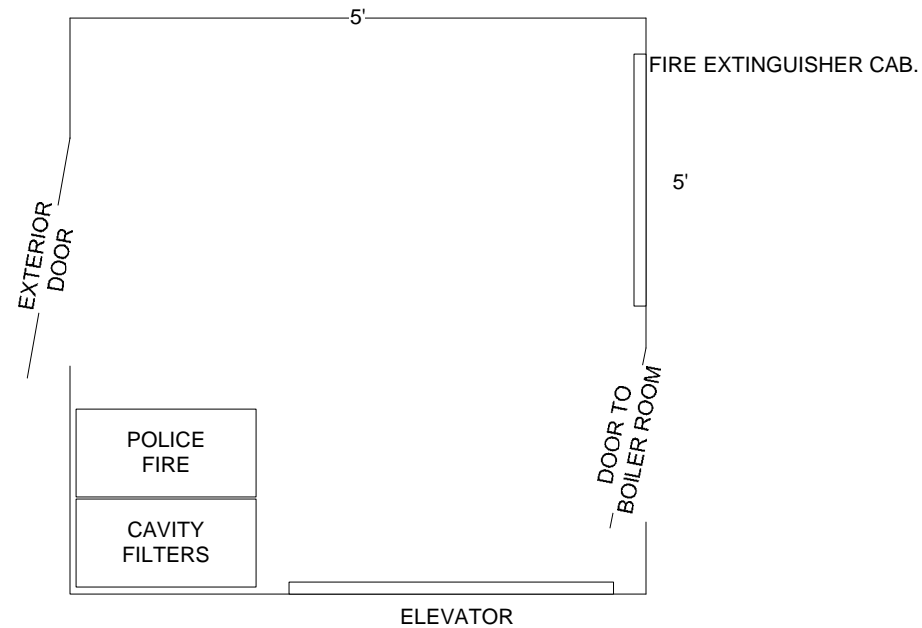 5'
FIRE EXTINGUISHER CAB.
5'
EXTERIOR
DOOR
DOOR TO
BOILER ROOM
POLICE
FIRE
CAVITY
FILTERS
ELEVATOR